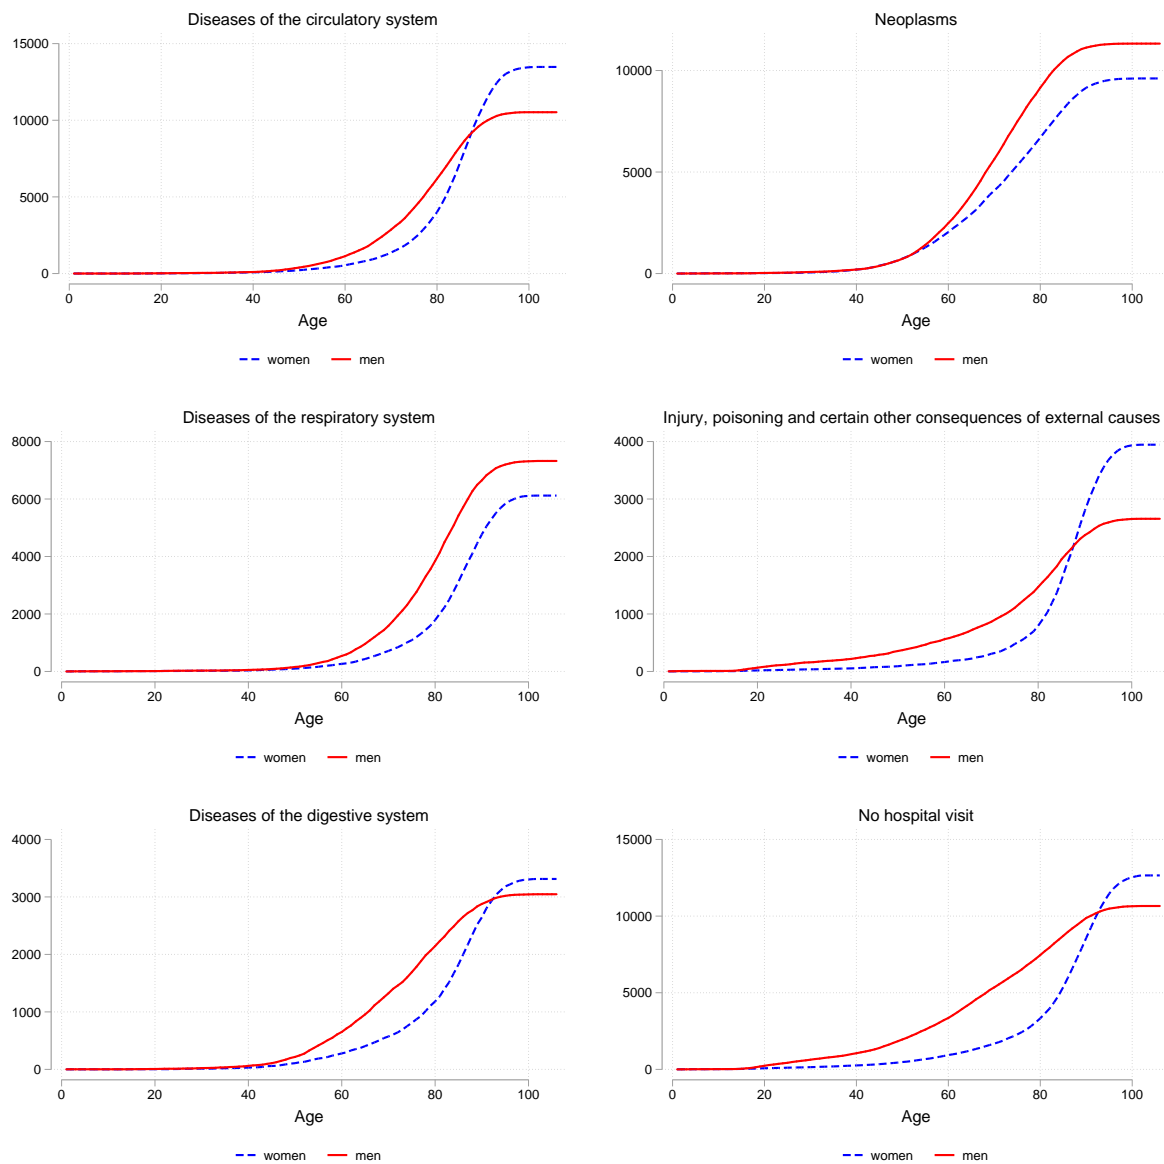 Diseases of the circulatory system
15000
10000
5000
0
0 20 40 60 80 100
Age
women men
Neoplasms
10000
5000
0
0 20 40 60 80 100
Age
women men
Diseases of the respiratory system
8000
6000
4000
2000
0
0 20 40 60 80 100
Age
women men
Injury, poisoning and certain other consequences of external causes
4000
3000
2000
1000
0
0 20 40 60 80 100
Age
women men
Diseases of the digestive system
4000
3000
2000
1000
0
0 20 40 60 80 100
Age
women men
No hospital visit
15000
10000
5000
0
0 20 40 60 80 100
Age
women men